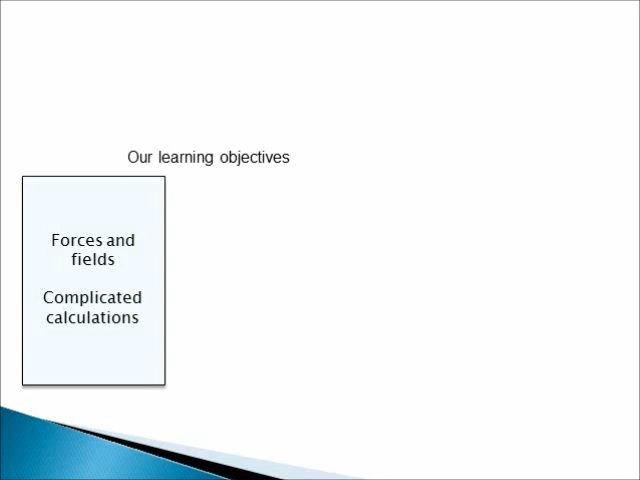 Our learning objectives
Forces and
fields
Complicated
calculations